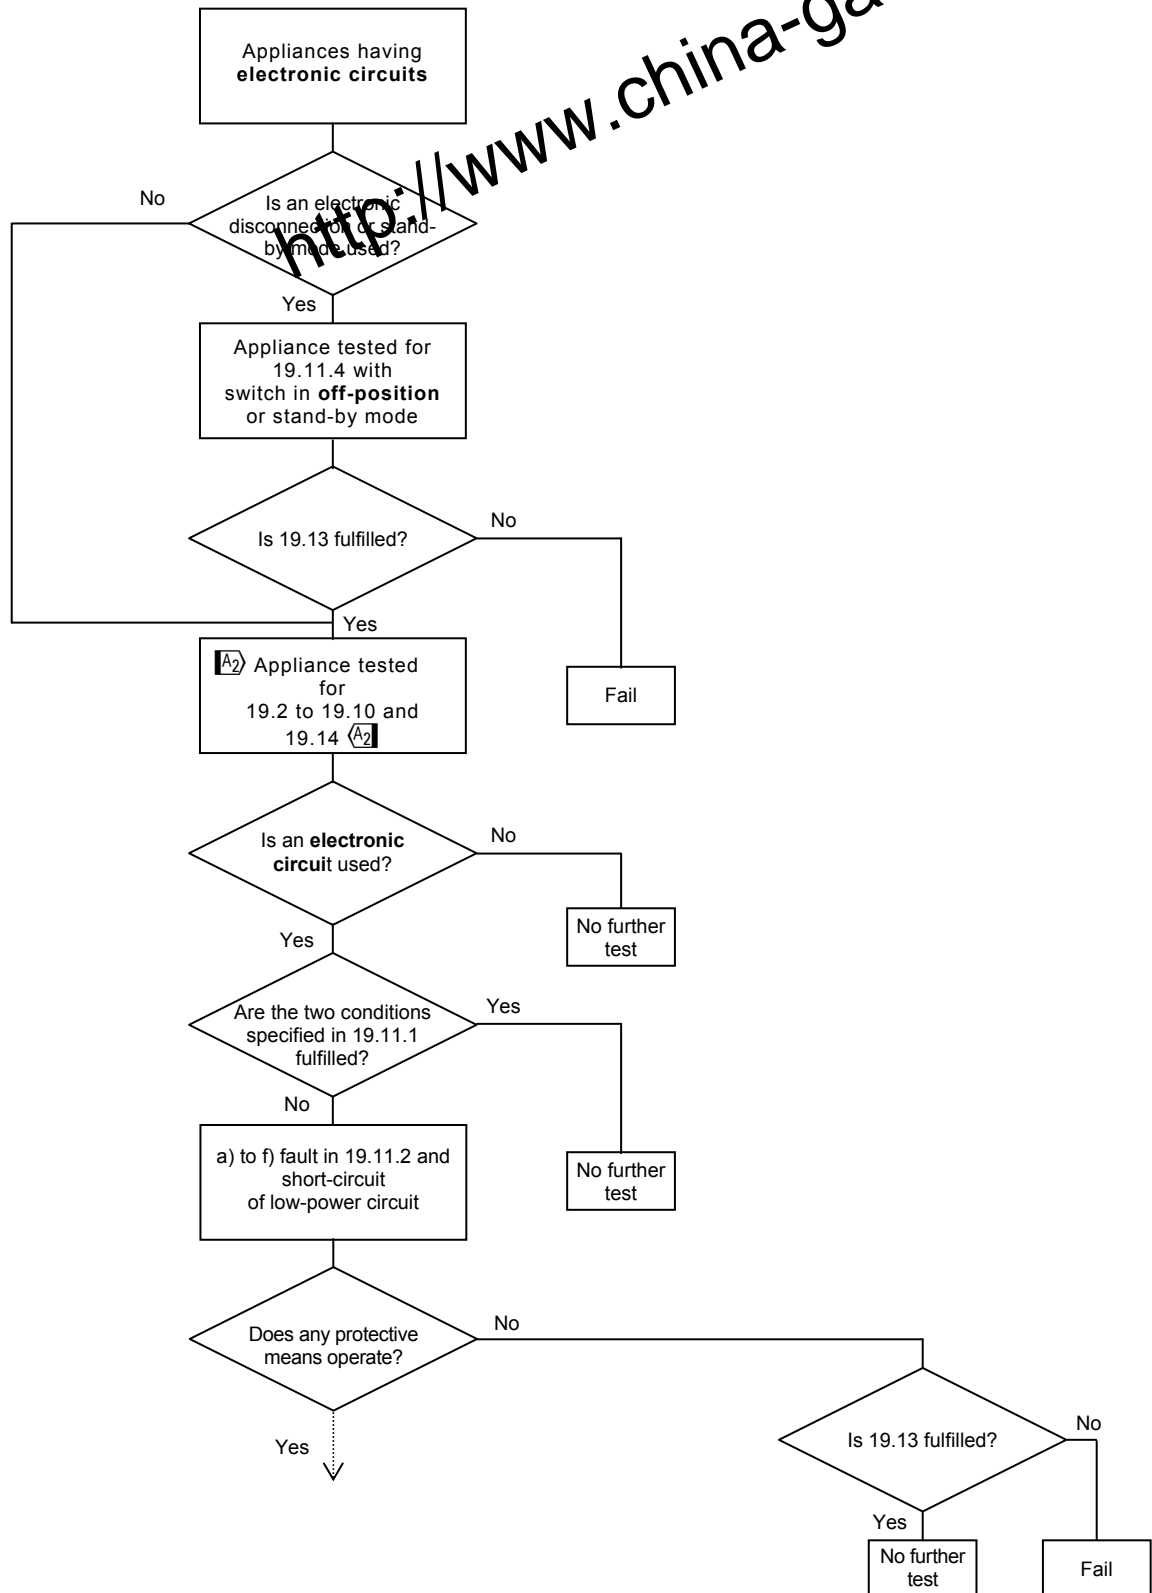 http://www.china-ga
Appliances having
electronic circuits
No
Is an electronic
disconnection or stand-
by mode used?
Yes
Appliance tested for
19.11.4 with
switch in off-position
or stand-by mode
Is 19.13 fulfilled?
No
Yes
A2 Appliance tested
for
19.2 to 19.10 and
19.14 A2
Fail
Is an electronic
circuit used?
No
No further
test
Yes
Are the two conditions
specified in 19.11.1
fulfilled?
Yes
No
a) to f) fault in 19.11.2 and
short-circuit
of low-power circuit
No further
test
Does any protective
means operate?
No
Yes
Is 19.13 fulfilled?
No
Yes
No further
test
Fail